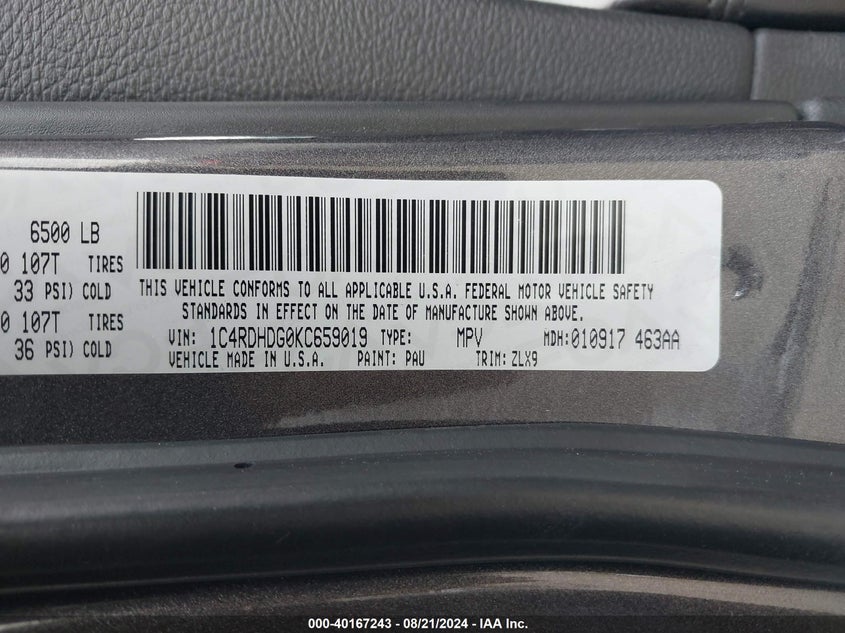 6500 LB
0 107T TIRES
33 PSI) COLD
0 107T TIRES
36 PSI) COLD
THIS VEHICLE CONFORMS TO ALL APPLICABLE U.S.A. FEDERAL MOTOR VEHICLE SAFETY
STANDARDS IN EFFECT ON THE DATE OF MANUFACTURE SHOWN ABOVE.
VIN: 1C4RDHDG0KC659019 TYPE: MPV MDH:010917 463AA
VEHICLE MADE IN U.S.A. PAINT: PAU TRIM: ZLX9
000-40167243 - 08/21/2024 - IAA Inc.